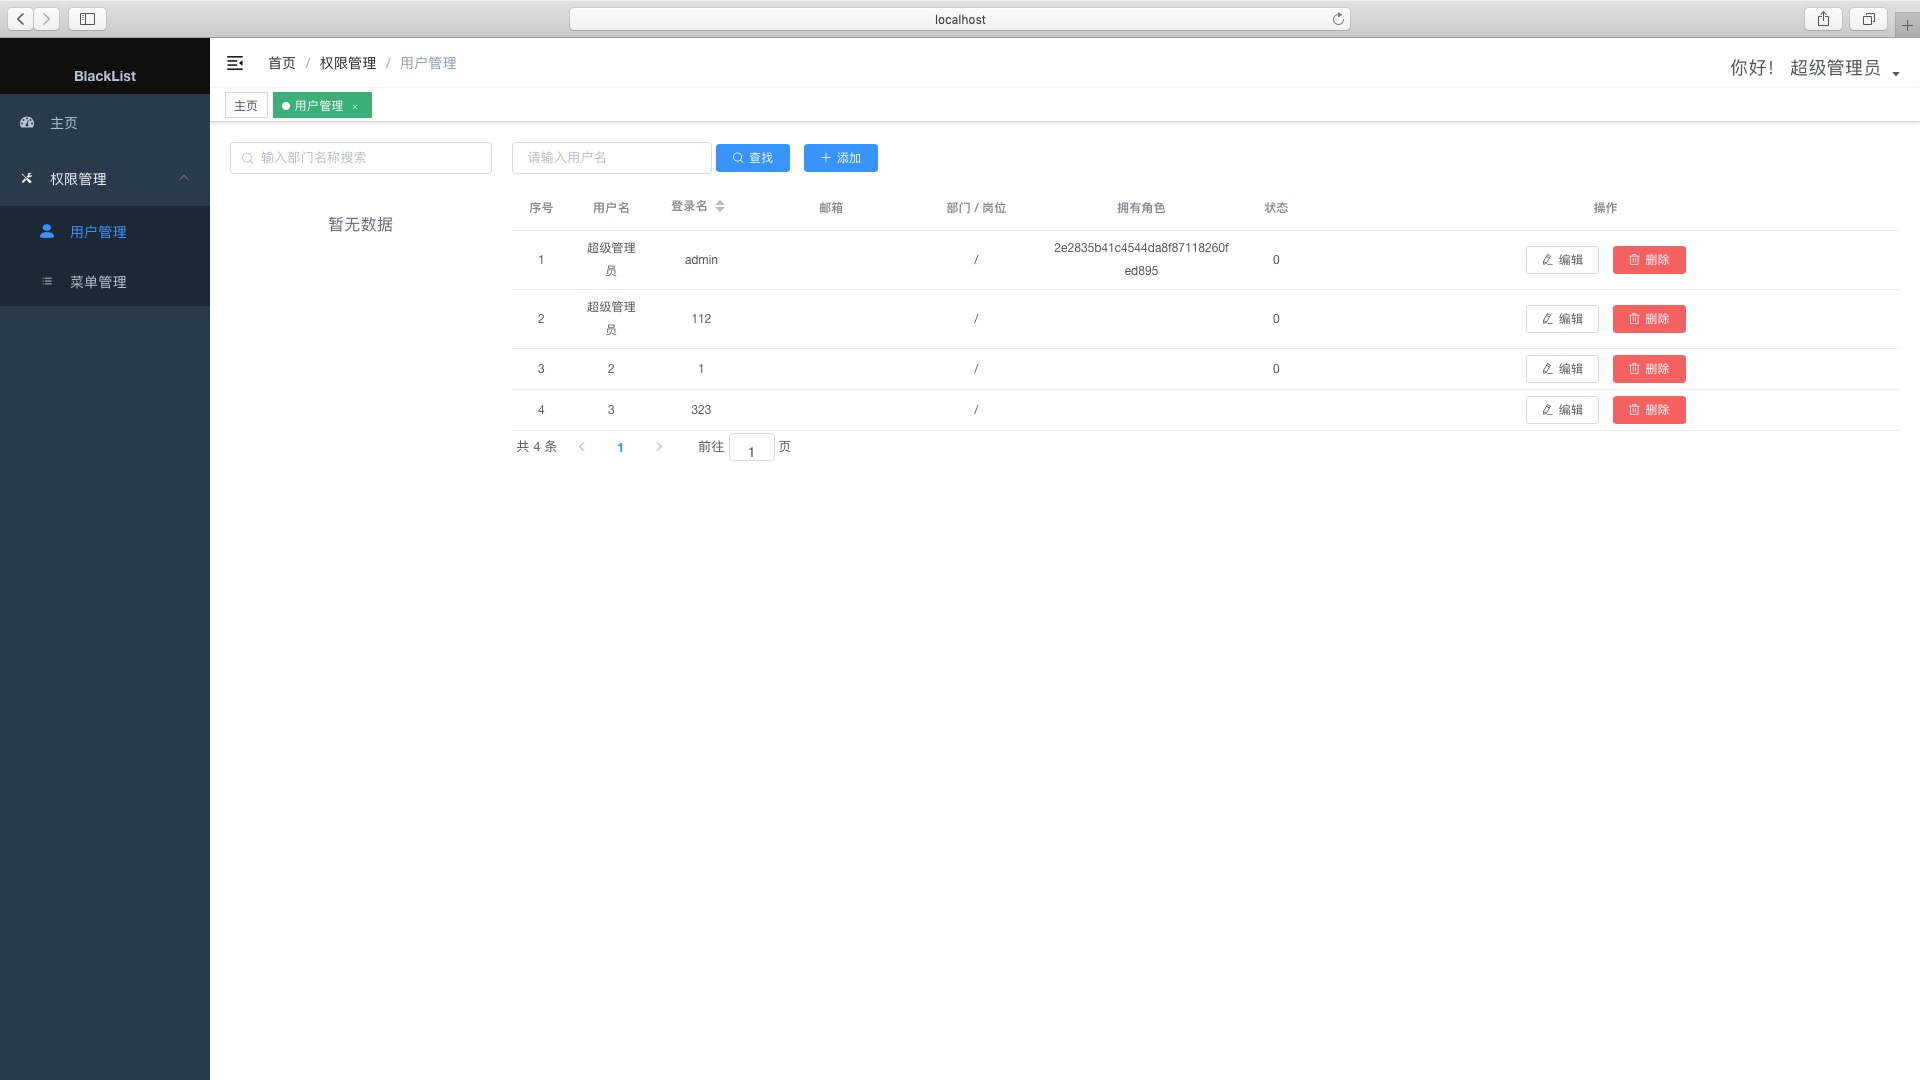 localhost
BlackList
首页 / 权限管理 / 用户管理
你好! 超级管理员
主页
用户管理 ×
主页
权限管理
用户管理
菜单管理
输入部门名称搜索
请输入用户名
查找
添加
暂无数据
序号 用户名 登录名 邮箱 部门 / 岗位 拥有角色 状态 操作
1 超级管理员 admin / 2e2835b41c4544da8f87118260f 0 编辑 删除
ed895
2 超级管理员 112 / 0 编辑 删除
3 2 1 / 0 编辑 删除
4 3 323 / 编辑 删除
共 4 条 1 前往 1 页